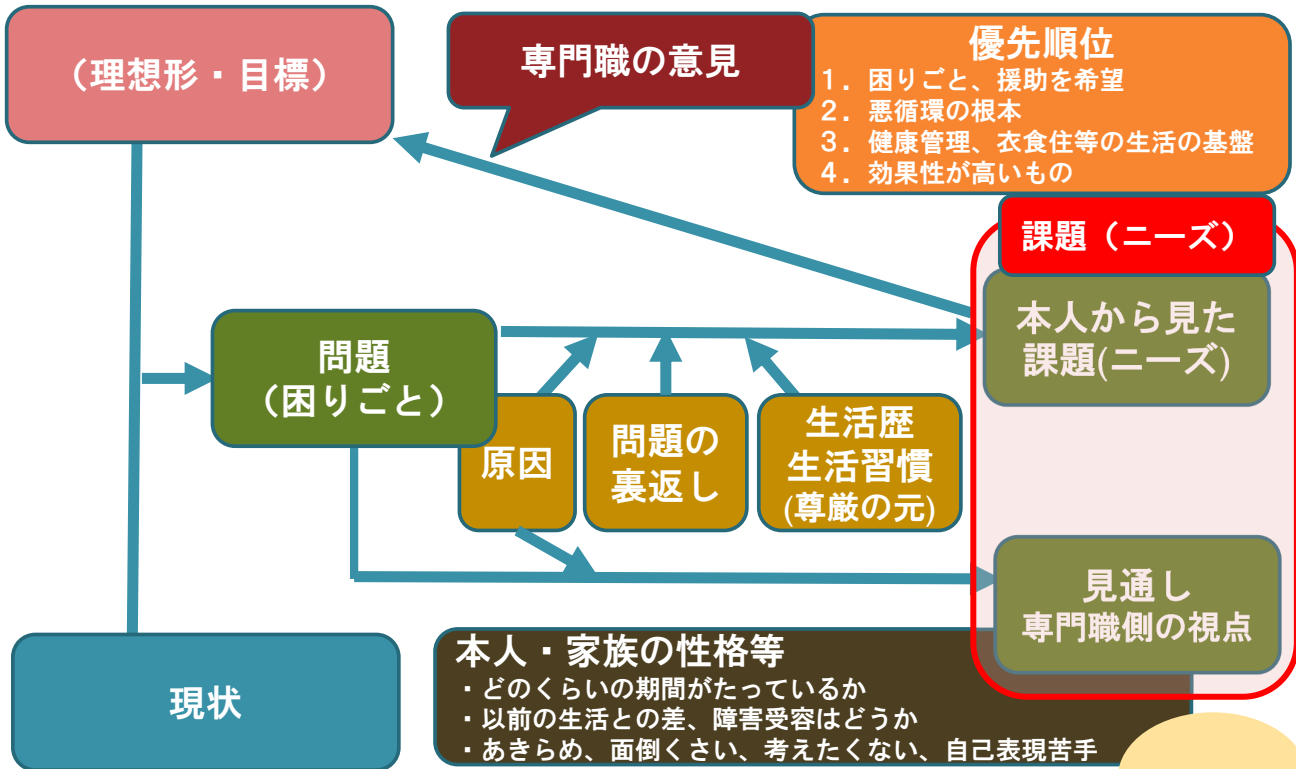 （理想形・目標）
専門職の意見
優先順位
１．困りごと、援助を希望
２．悪循環の根本
３．健康管理、衣食住等の生活の基盤
４．効果性が高いもの
課題（ニーズ）
本人から見た
課題(ニーズ)
問題
（困りごと）
原因
問題の
裏返し
生活歴
生活習慣
(尊厳の元)
見通し
専門職側の視点
現状
本人・家族の性格等
・どのくらいの期間がたっているか
・以前の生活との差、障害受容はどうか
・あきらめ、面倒くさい、考えたくない、自己表現苦手